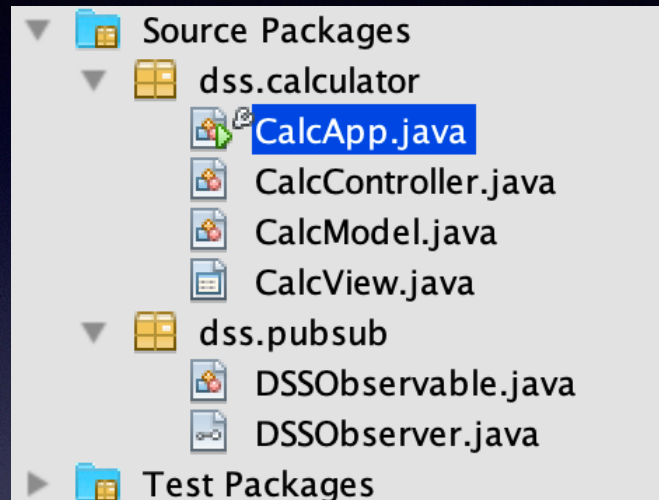 Source Packages
dss.calculator
CalcApp.java
CalcController.java
CalcModel.java
CalcView.java
dss.pubsub
DSSObservable.java
DSSObserver.java
Test Packages